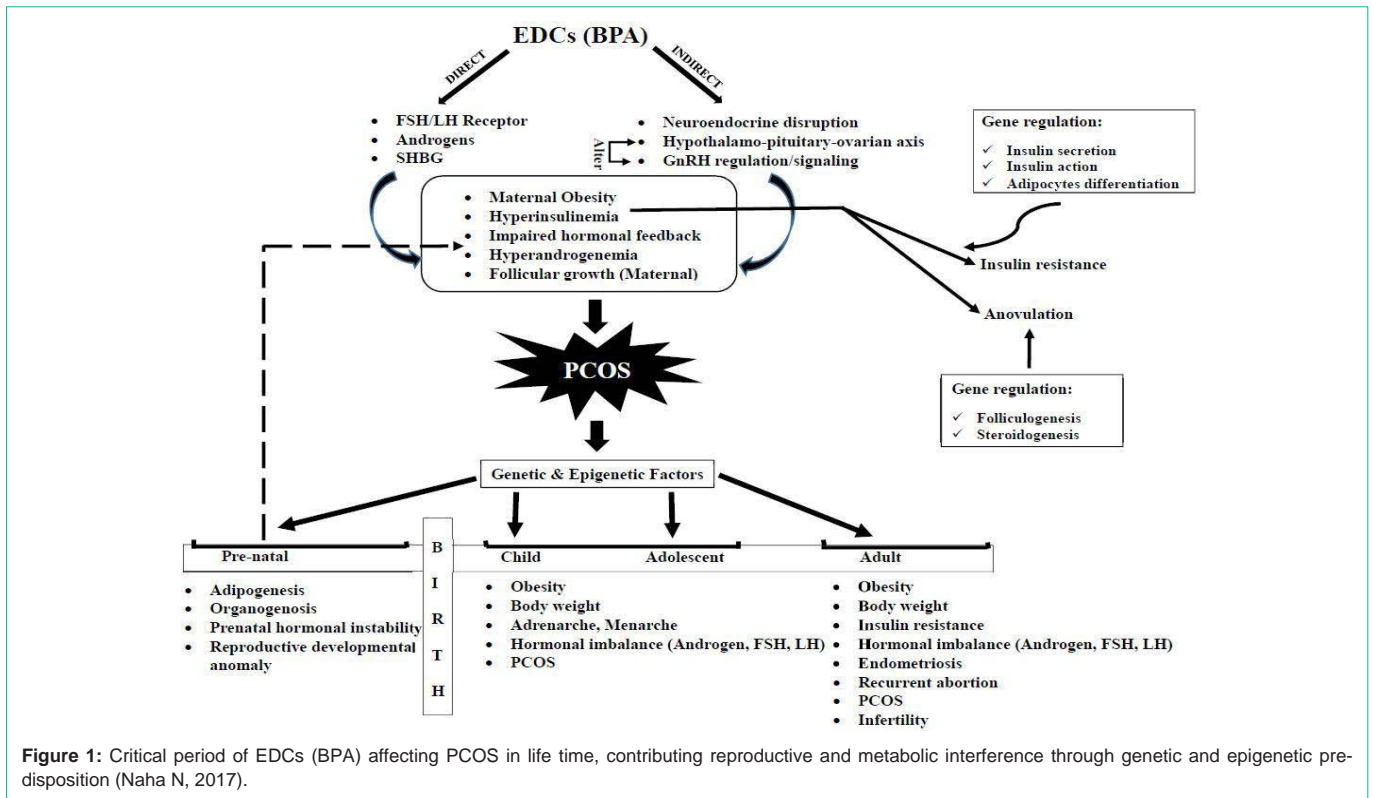 EDCs (BPA)
DIRECT
INDIRECT
• FSH/LH Receptor
• Androgens
• SHBG
Alter
• Neuroendocrine disruption
• Hypothalamo-pituitary-ovarian axis
• GnRH regulation/signaling
Gene regulation:
✓ Insulin secretion
✓ Insulin action
✓ Adipocytes differentiation
• Maternal Obesity
• Hyperinsulinemia
• Impaired hormonal feedback
• Hyperandrogenemia
• Follicular growth (Maternal)
Insulin resistance
Anovulation
PCOS
Gene regulation:
✓ Folliculogenesis
✓ Steroidogenesis
Genetic & Epigenetic Factors
Pre-natal
• Adipogenesis
• Organogenosis
• Prenatal hormonal instability
• Reproductive developmental
anomaly
B
I
R
T
H
Child
Adolescent
• Obesity
• Body weight
• Adrenarche, Menarche
• Hormonal imbalance (Androgen, FSH, LH)
• PCOS
Adult
• Obesity
• Body weight
• Insulin resistance
• Hormonal imbalance (Androgen, FSH, LH)
• Endometriosis
• Recurrent abortion
• PCOS
• Infertility
Figure 1: Critical period of EDCs (BPA) affecting PCOS in life time, contributing reproductive and metabolic interference through genetic and epigenetic pre-
disposition (Naha N, 2017).